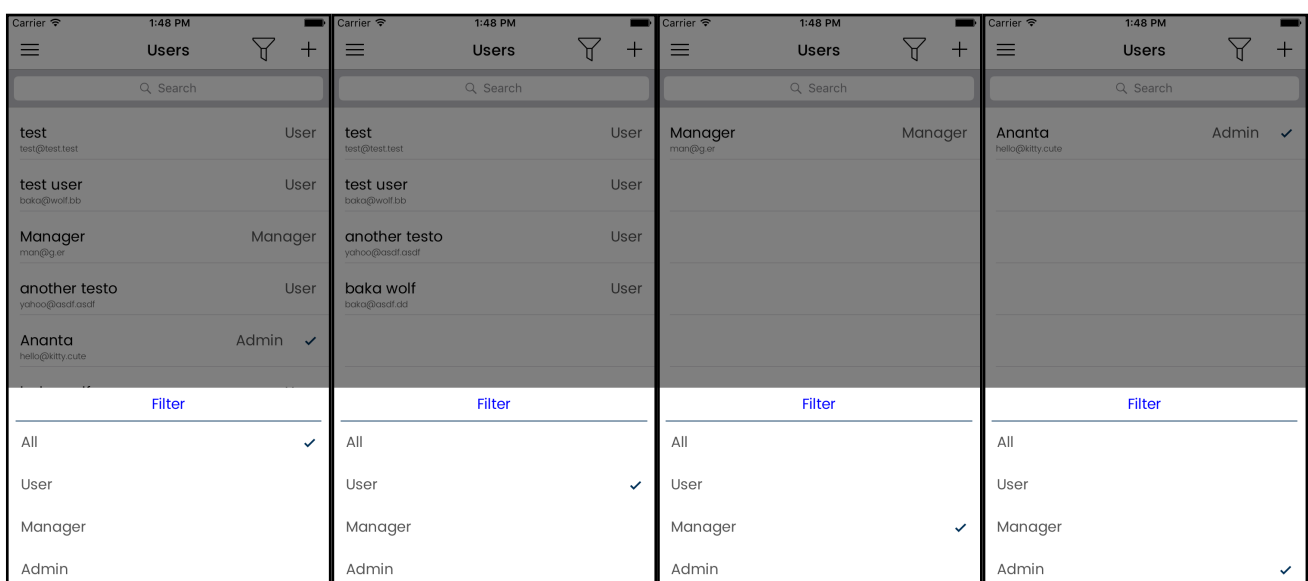 Carrier 1:48 PM
Users
Search
test User
test@test.test
test user User
baka@wolf.bb
Manager Manager
man@g.er
another testo User
yahoo@asdf.asdf
Ananta Admin
hello@kitty.cute
Filter
All
User
Manager
Admin
Carrier 1:48 PM
Users
Search
test User
test@test.test
test user User
baka@wolf.bb
another testo User
yahoo@asdf.asdf
baka wolf User
baka@asdf.dd
Filter
All
User
Manager
Admin
Carrier 1:48 PM
Users
Search
Manager Manager
man@g.er
Filter
All
User
Manager
Admin
Carrier 1:48 PM
Users
Search
Ananta Admin
hello@kitty.cute
Filter
All
User
Manager
Admin